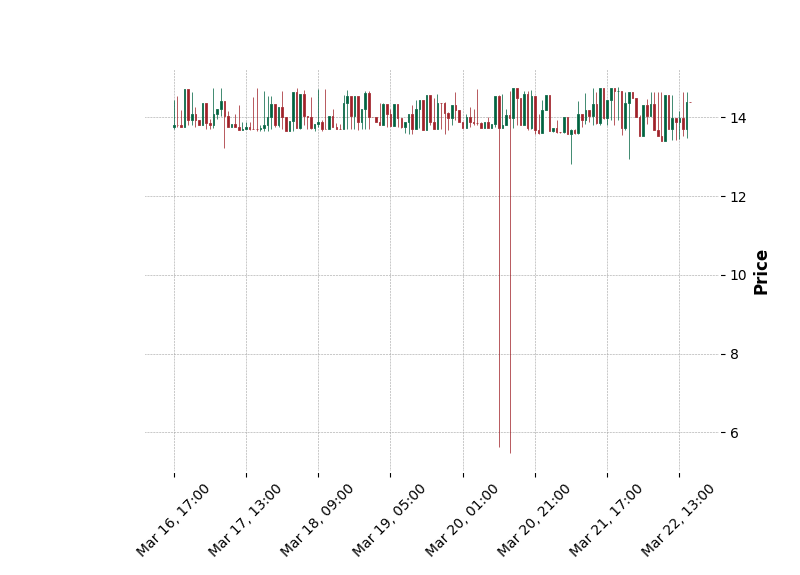 14
12
10
8
6
Price
Mar 16, 17:00
Mar 17, 13:00
Mar 18, 09:00
Mar 19, 05:00
Mar 20, 01:00
Mar 20, 21:00
Mar 21, 17:00
Mar 22, 13:00